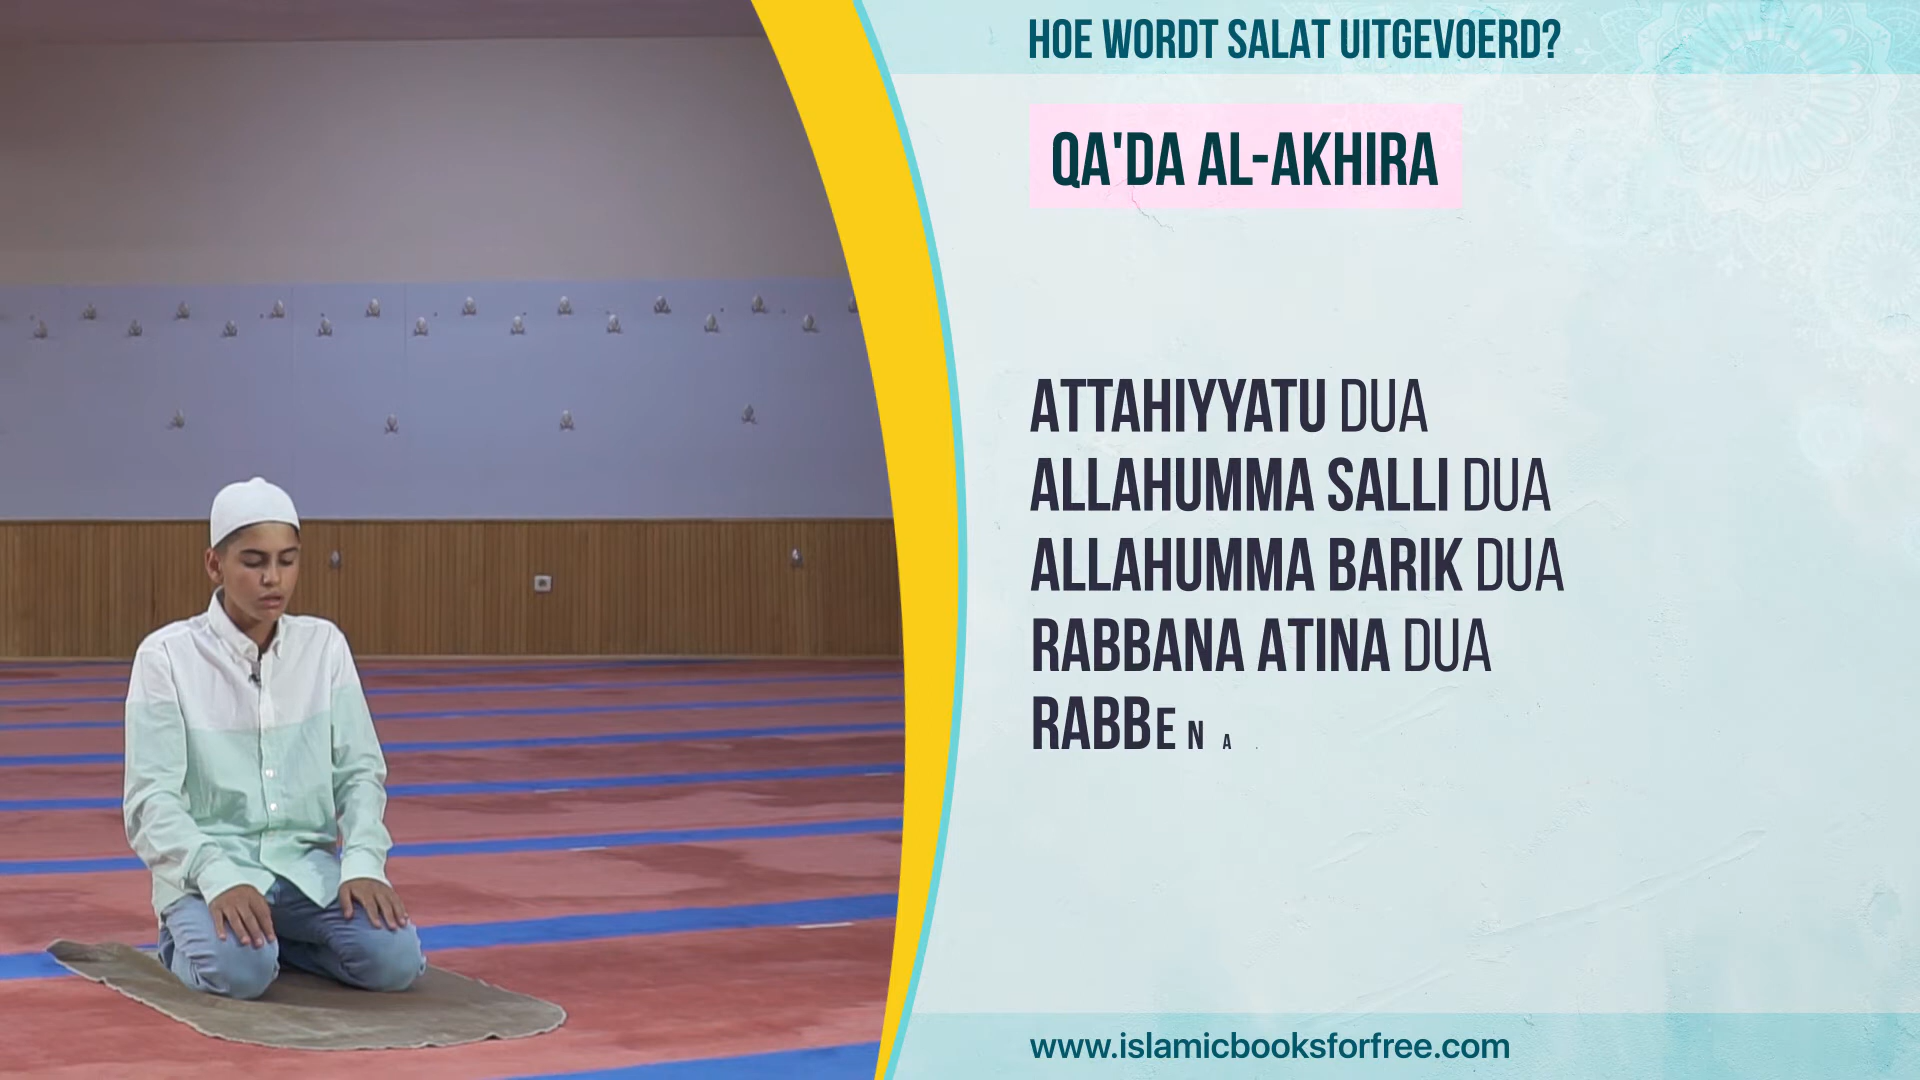 HOE WORDT SALAT UITGEVOERD?
QA'DA AL-AKHIRA
ATTAHIYYATU DUA
ALLAHUMMA SALLI DUA
ALLAHUMMA BARIK DUA
RABBANA ATINA DUA
RABBENA
www.islamicbooksforfree.com